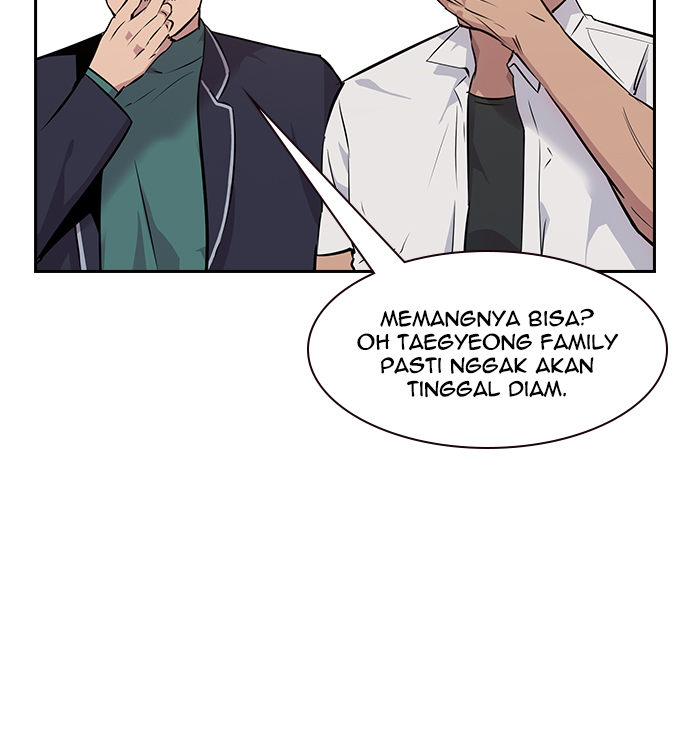 MEMANGNYA BISA?
OH TAEGYEONG FAMILY
PASTI NGGAK AKAN
TINGGAL DIAM.